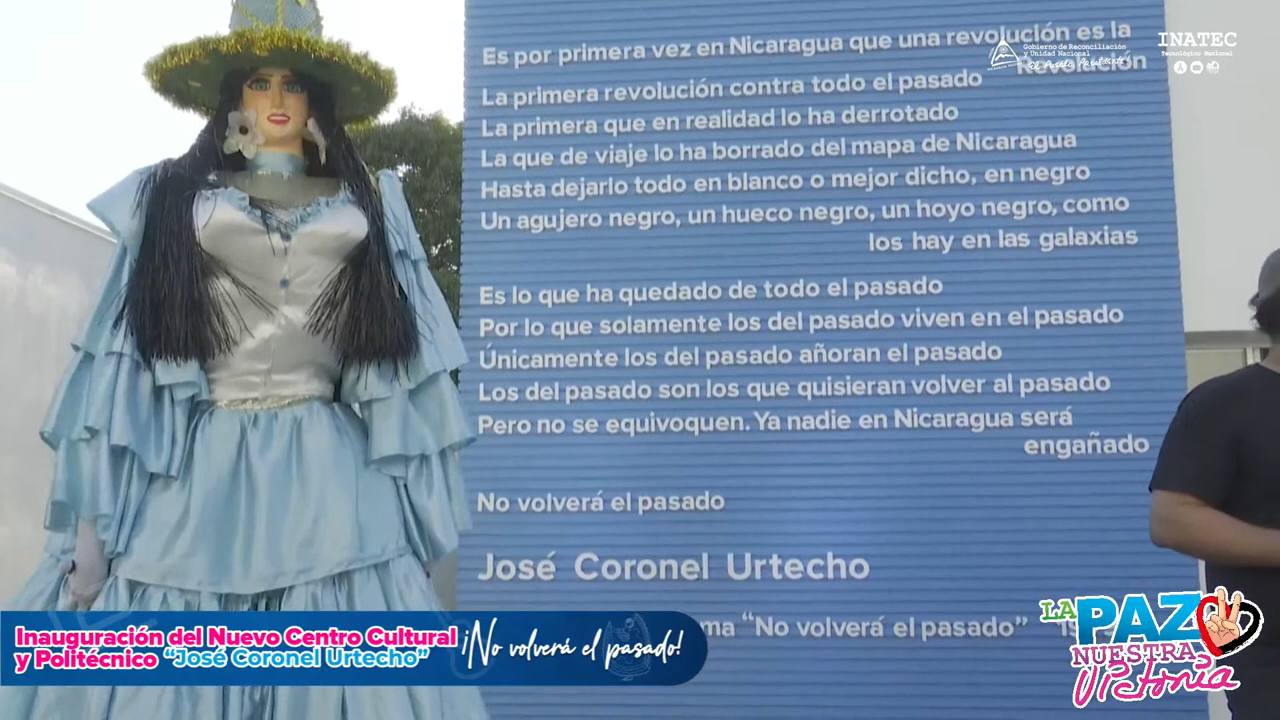 Es por primera vez en Nicaragua que una revolución es la
Revolución
La primera revolución contra todo el pasado
La primera que en realidad lo ha derrotado
La que de viaje lo ha borrado del mapa de Nicaragua
Hasta dejarlo todo en blanco o mejor dicho, en negro
Un agujero negro, un hueco negro, un hoyo negro, como
los hay en las galaxias
Es lo que ha quedado de todo el pasado
Por lo que solamente los del pasado viven en el pasado
Únicamente los del pasado añoran el pasado
Los del pasado son los que quisieran volver al pasado
Pero no se equivoquen. Ya nadie en Nicaragua será
engañado
No volverá el pasado
José Coronel Urtecho
“No volverá el pasado”
Gobierno de Reconciliación
y Unidad Nacional
El Pueblo, Presidente!
INATEC
Tecnológico Nacional
Inauguración del Nuevo Centro Cultural
y Politécnico “José Coronel Urtecho”
¡No volverá el pasado!
LA
PAZ
NUESTRA
Victoria